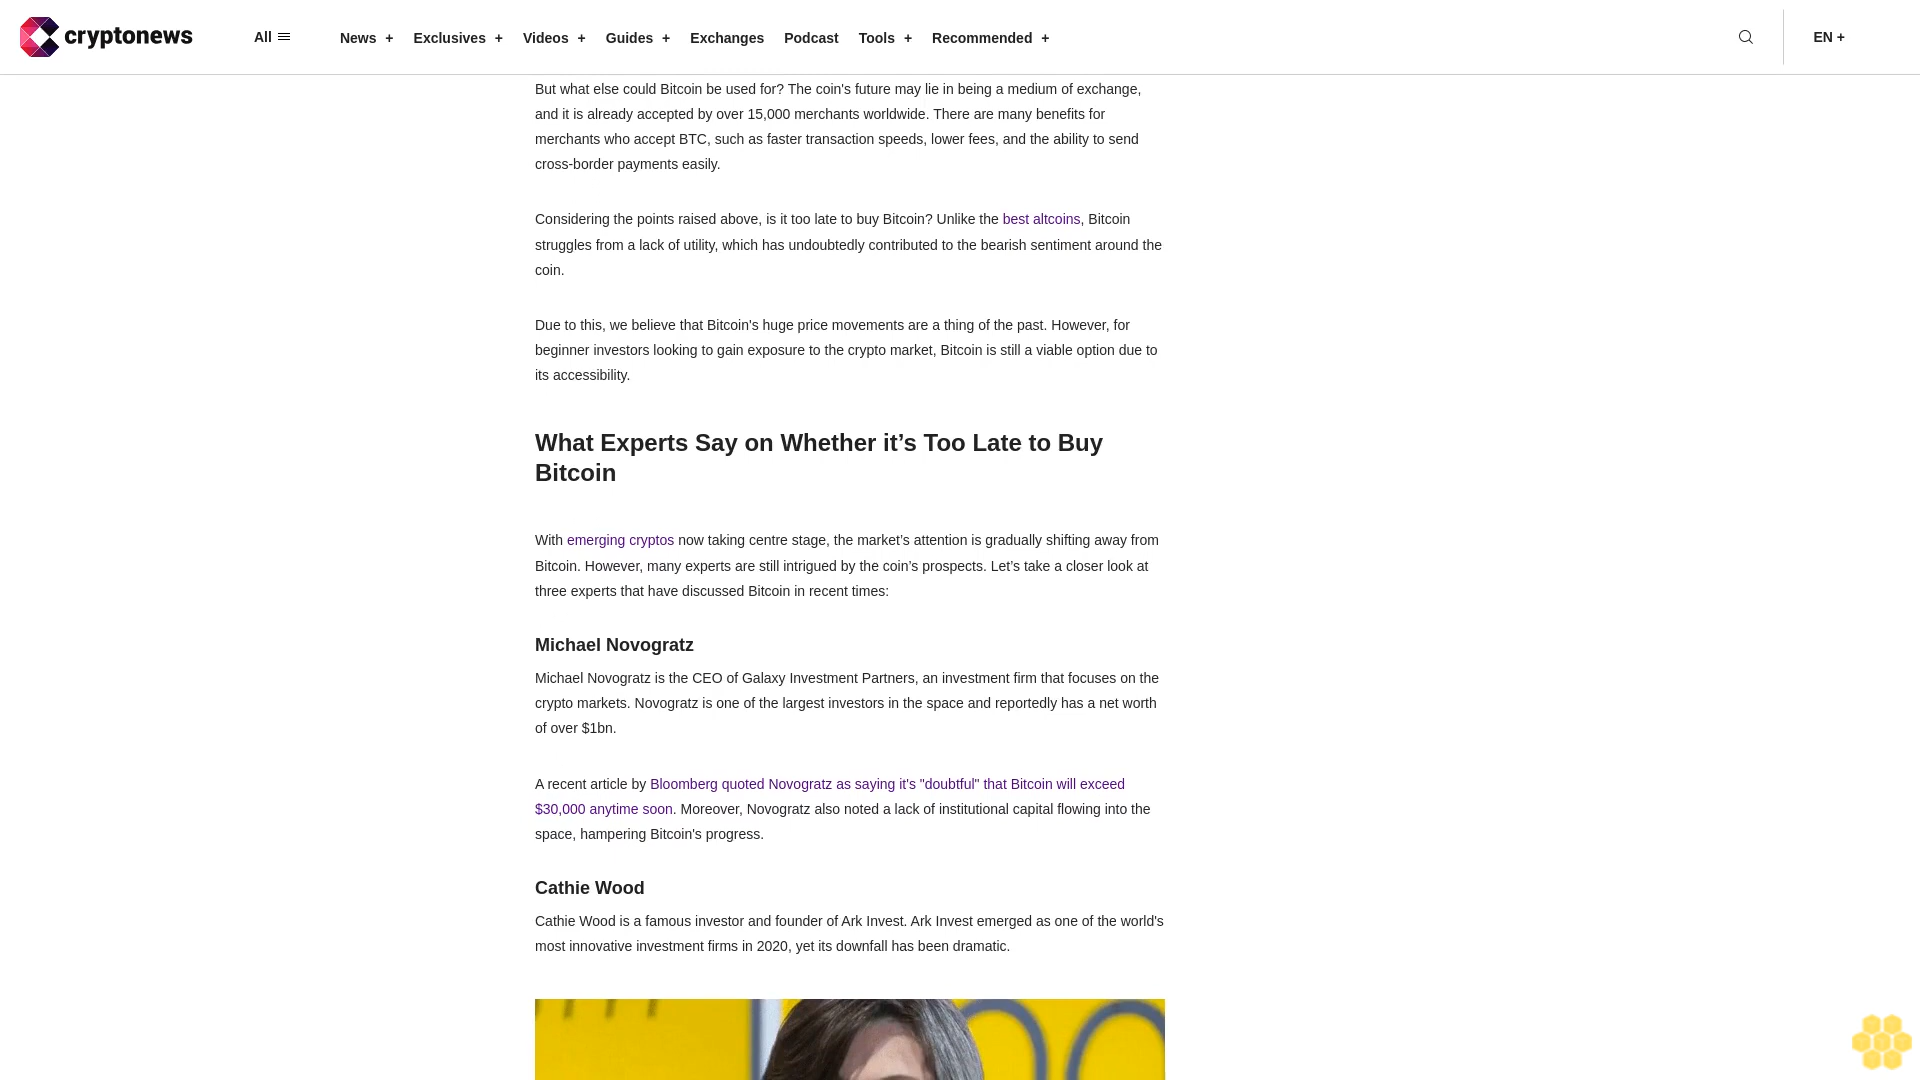 cryptonews
All
News +
Exclusives +
Videos +
Guides +
Exchanges
Podcast
Tools +
Recommended +
EN +
But what else could Bitcoin be used for? The coin's future may lie in being a medium of exchange,
and it is already accepted by over 15,000 merchants worldwide. There are many benefits for
merchants who accept BTC, such as faster transaction speeds, lower fees, and the ability to send
cross-border payments easily.
Considering the points raised above, is it too late to buy Bitcoin? Unlike the best altcoins, Bitcoin
struggles from a lack of utility, which has undoubtedly contributed to the bearish sentiment around the
coin.
Due to this, we believe that Bitcoin's huge price movements are a thing of the past. However, for
beginner investors looking to gain exposure to the crypto market, Bitcoin is still a viable option due to
its accessibility.
What Experts Say on Whether it’s Too Late to Buy
Bitcoin
With emerging cryptos now taking centre stage, the market’s attention is gradually shifting away from
Bitcoin. However, many experts are still intrigued by the coin’s prospects. Let’s take a closer look at
three experts that have discussed Bitcoin in recent times:
Michael Novogratz
Michael Novogratz is the CEO of Galaxy Investment Partners, an investment firm that focuses on the
crypto markets. Novogratz is one of the largest investors in the space and reportedly has a net worth
of over $1bn.
A recent article by Bloomberg quoted Novogratz as saying it's "doubtful" that Bitcoin will exceed
$30,000 anytime soon. Moreover, Novogratz also noted a lack of institutional capital flowing into the
space, hampering Bitcoin's progress.
Cathie Wood
Cathie Wood is a famous investor and founder of Ark Invest. Ark Invest emerged as one of the world's
most innovative investment firms in 2020, yet its downfall has been dramatic.